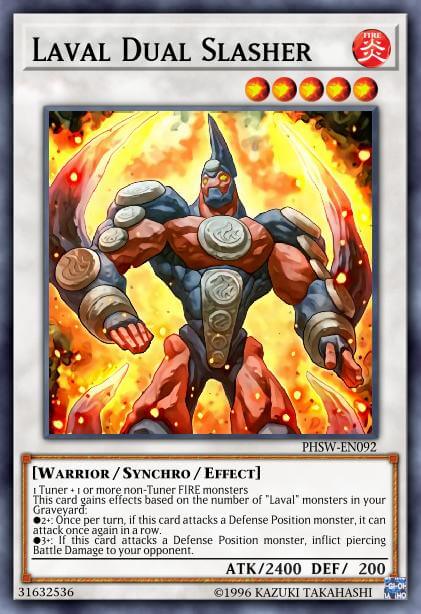 LAVAL DUAL SLASHER
FIRE
炎
PHSW-EN092
[WARRIOR / SYNCHRO / EFFECT]
1 Tuner + 1 or more non-Tuner FIRE monsters
This card gains effects based on the number of "Laval" monsters in your
Graveyard:
●2+: Once per turn, if this card attacks a Defense Position monster, it can
attack once again in a row.
●3+: If this card attacks a Defense Position monster, inflict piercing
Battle Damage to your opponent.
ATK/2400 DEF/ 200
31632536
©1996 KAZUKI TAKAHASHI